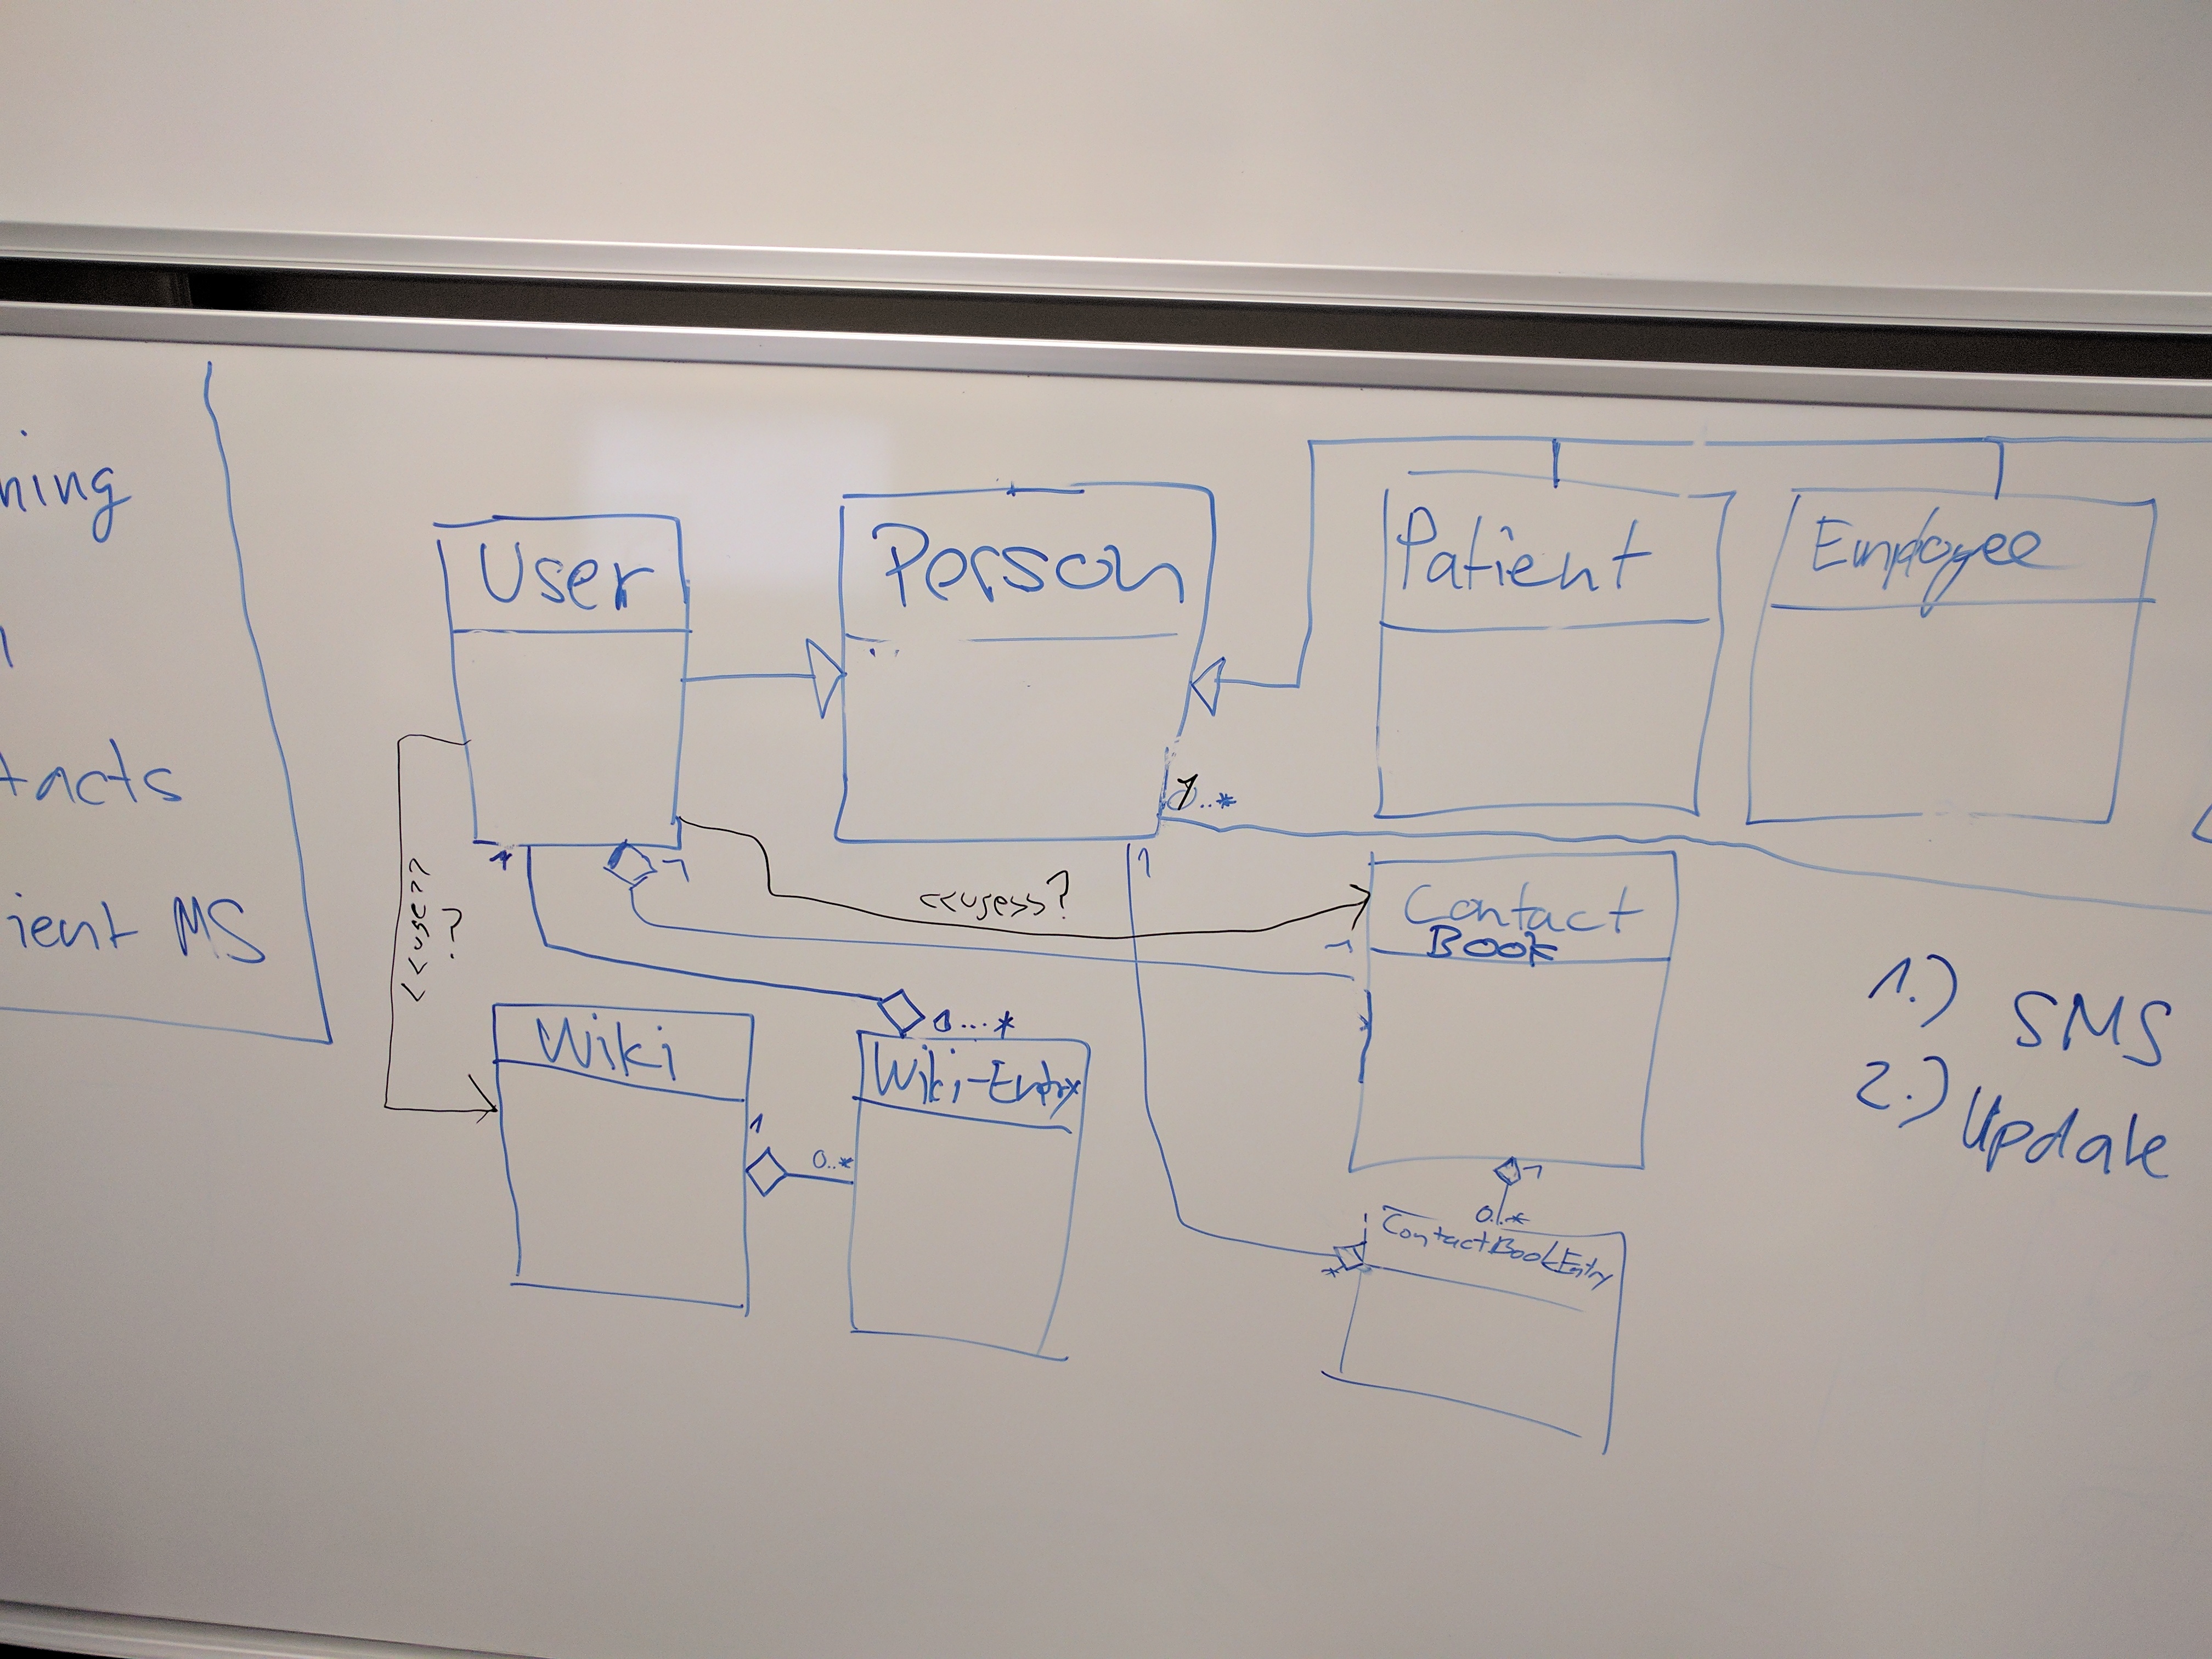 ning
tacts
ient MS
User
Person
Patient
Employee
1
1
0..*
1
<<use>>
?
<<uses>>?
1
Contact
Book
Wiki
Wiki-Entry
0...*
1
0..*
1
0..*
ContactBookEntry
*
1.) SMS
2.) Update